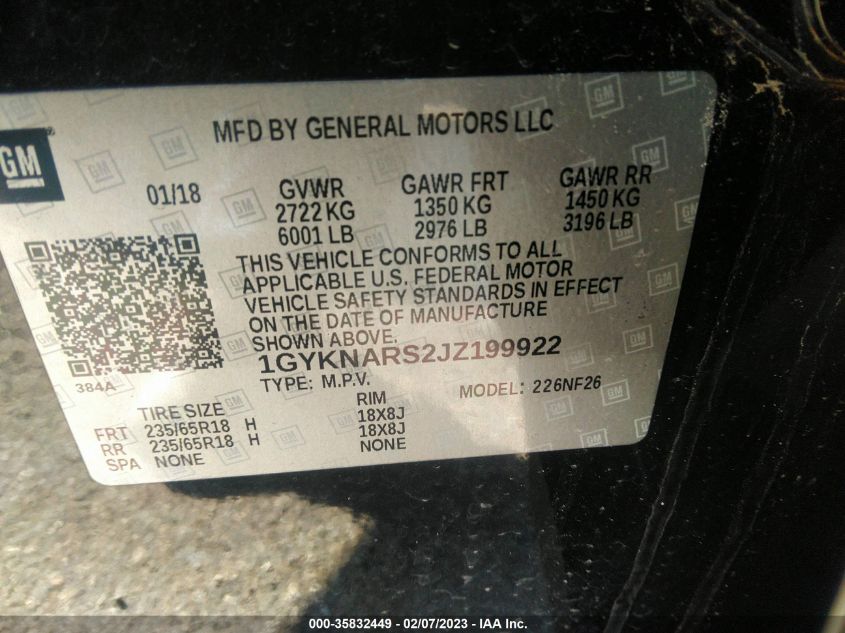 GM
MFD BY GENERAL MOTORS LLC
01/18 GVWR GAWR FRT GAWR RR
2722 KG 1350 KG 1450 KG
6001 LB 2976 LB 3196 LB
THIS VEHICLE CONFORMS TO ALL
APPLICABLE U.S. FEDERAL MOTOR
VEHICLE SAFETY STANDARDS IN EFFECT
ON THE DATE OF MANUFACTURE
SHOWN ABOVE.
1GYKNARS2JZ199922
384A TYPE: M.P.V. MODEL: 226NF26
TIRE SIZE RIM
FRT 235/65R18 H 18X8J
RR 235/65R18 H 18X8J
SPA NONE NONE
000-35832449 - 02/07/2023 - IAA Inc.